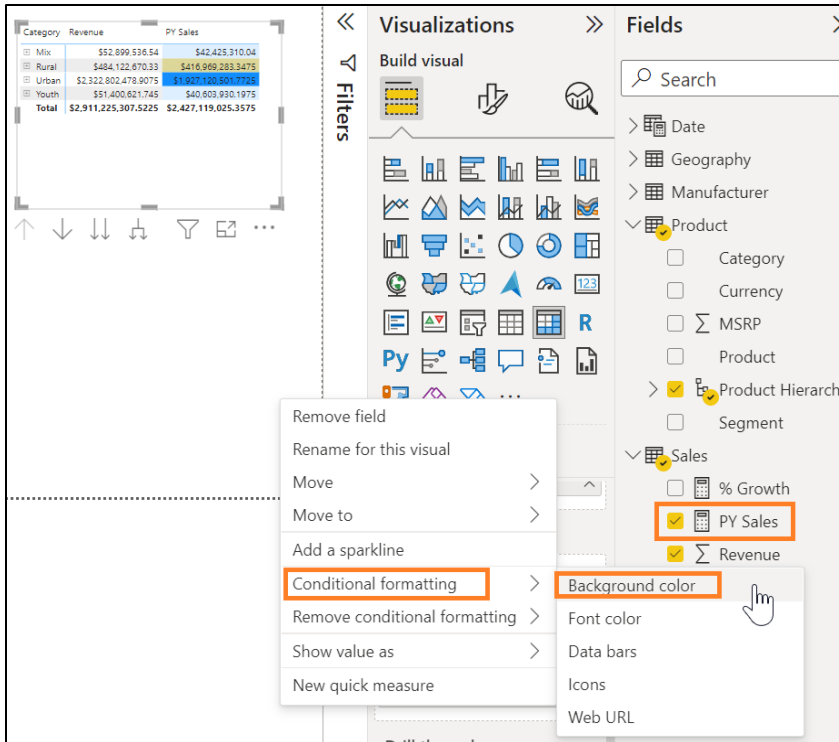 Category Revenue PY Sales
Mix $52,899,536.54 $42,425,310.04
Rural $484,122,670.33 $416,969,283.3475
Urban $2,322,802,478.9075 $1,927,120,501.7725
Youth $51,400,621.745 $40,603,930.1975
Total $2,911,225,307.5225 $2,427,119,025.3575
Filters
Visualizations
Build visual
123
R
Py
Remove field
Rename for this visual
Move
Move to
Add a sparkline
Conditional formatting
Remove conditional formatting
Show value as
New quick measure
Background color
Font color
Data bars
Icons
Web URL
Fields
Search
Date
Geography
Manufacturer
Product
Category
Currency
MSRP
Product
Product Hierarch
Segment
Sales
% Growth
PY Sales
Revenue